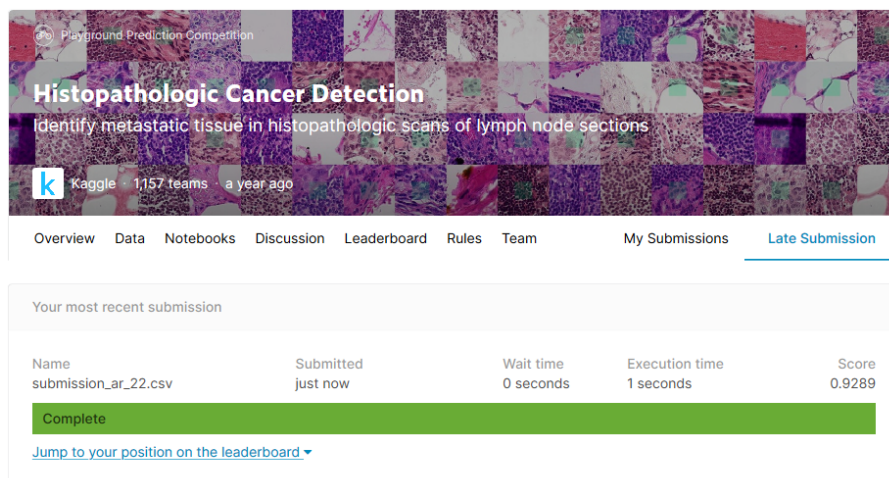 Playground Prediction Competition
Histopathologic Cancer Detection
Identify metastatic tissue in histopathologic scans of lymph node sections
k Kaggle · 1,157 teams · a year ago
Overview Data Notebooks Discussion Leaderboard Rules Team My Submissions Late Submission
Your most recent submission
Name Submitted Wait time Execution time Score
submission_ar_22.csv just now 0 seconds 1 seconds 0.9289
Complete
Jump to your position on the leaderboard